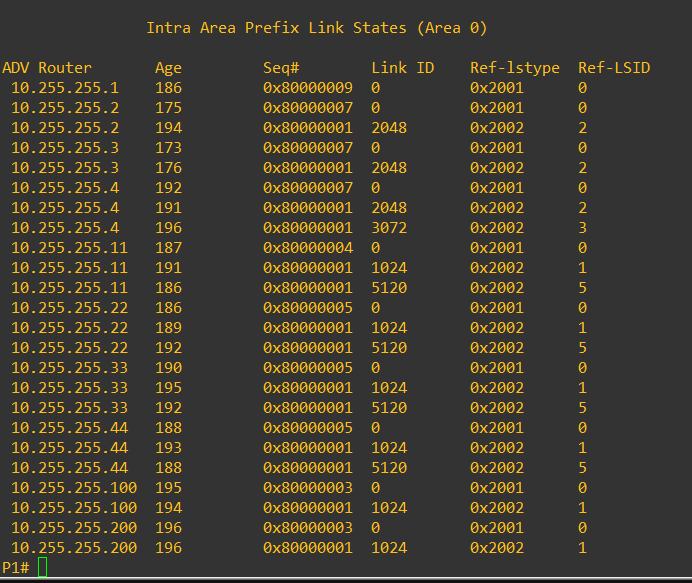 Intra Area Prefix Link States (Area 0)
ADV Router Age Seq# Link ID Ref-lstype Ref-LSID
10.255.255.1 186 0x80000009 0 0x2001 0
10.255.255.2 175 0x80000007 0 0x2001 0
10.255.255.2 194 0x80000001 2048 0x2002 2
10.255.255.3 173 0x80000007 0 0x2001 0
10.255.255.3 176 0x80000001 2048 0x2002 2
10.255.255.4 192 0x80000007 0 0x2001 0
10.255.255.4 191 0x80000001 2048 0x2002 2
10.255.255.4 196 0x80000001 3072 0x2002 3
10.255.255.11 187 0x80000004 0 0x2001 0
10.255.255.11 191 0x80000001 1024 0x2002 1
10.255.255.11 186 0x80000001 5120 0x2002 5
10.255.255.22 186 0x80000005 0 0x2001 0
10.255.255.22 189 0x80000001 1024 0x2002 1
10.255.255.22 192 0x80000001 5120 0x2002 5
10.255.255.33 190 0x80000005 0 0x2001 0
10.255.255.33 195 0x80000001 1024 0x2002 1
10.255.255.33 192 0x80000001 5120 0x2002 5
10.255.255.44 188 0x80000005 0 0x2001 0
10.255.255.44 193 0x80000001 1024 0x2002 1
10.255.255.44 188 0x80000001 5120 0x2002 5
10.255.255.100 195 0x80000003 0 0x2001 0
10.255.255.100 194 0x80000001 1024 0x2002 1
10.255.255.200 196 0x80000003 0 0x2001 0
10.255.255.200 196 0x80000001 1024 0x2002 1
P1#